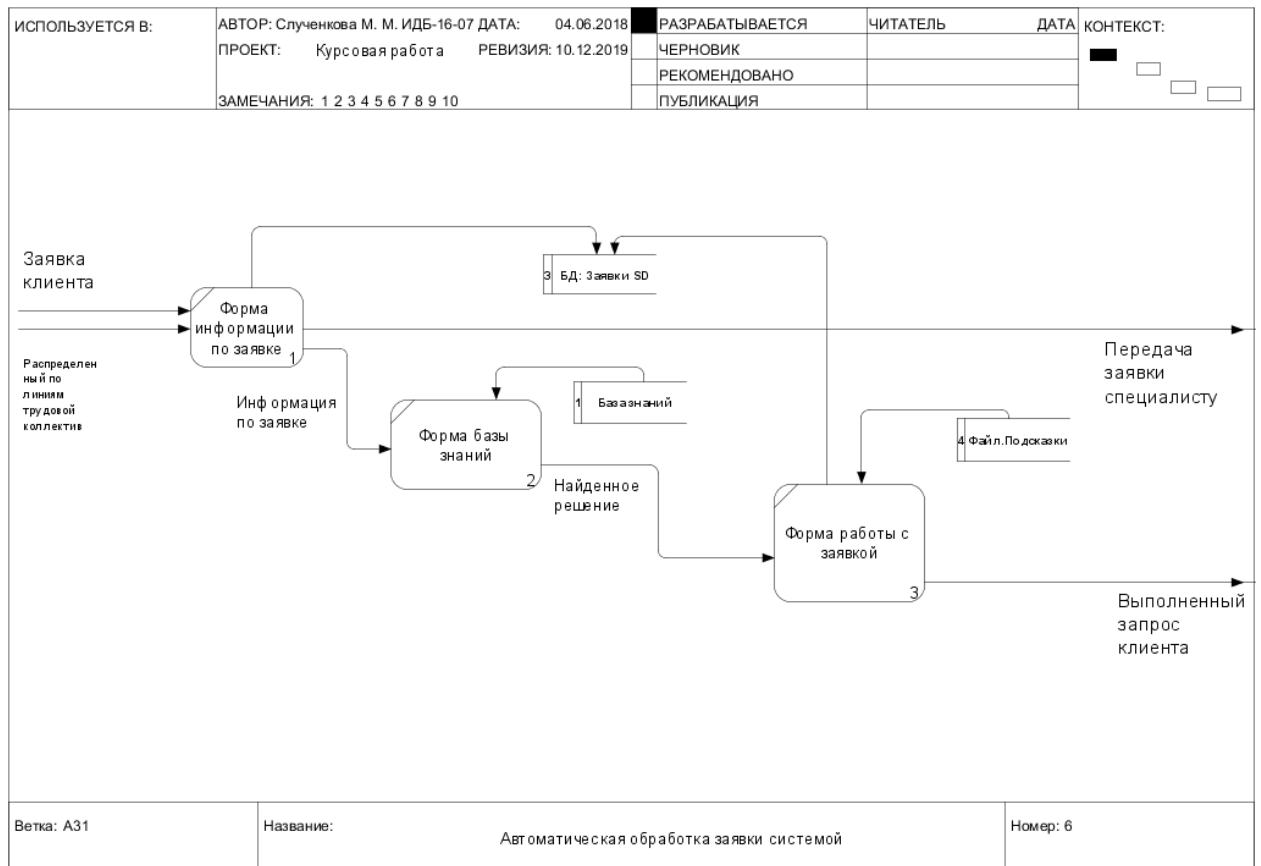 ИСПОЛЬЗУЕТСЯ В:
АВТОР: Слученкова М. М. ИДБ-16-07 ДАТА: 04.06.2018
ПРОЕКТ: Курсовая работа РЕВИЗИЯ: 10.12.2019
ЗАМЕЧАНИЯ: 1 2 3 4 5 6 7 8 9 10
РАЗРАБАТЫВАЕТСЯ
ЧЕРНОВИК
РЕКОМЕНДОВАНО
ПУБЛИКАЦИЯ
ЧИТАТЕЛЬ ДАТА
КОНТЕКСТ:
Заявка
клиента
Распределен
ный по
линиям
трудовой
коллектив
Форма
информации
по заявке
1
3 БД: Заявки SD
Информация
по заявке
1 База знаний
Форма базы
знаний
2
Найденное
решение
4 Файл.Подсказки
Форма работы с
заявкой
3
Передача
заявки
специалисту
Выполненный
запрос
клиента
Ветка: A31
Название:
Автоматическая обработка заявки системой
Номер: 6